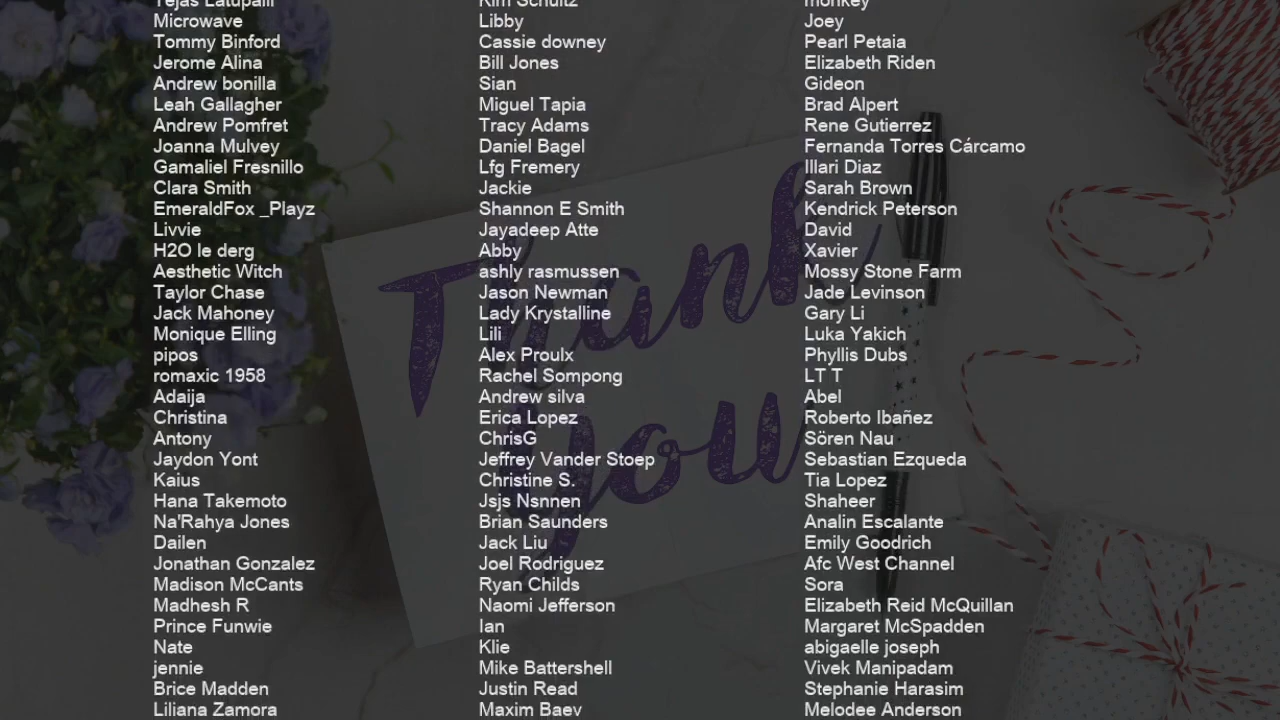 Tejas Latupalli
Microwave
Tommy Binford
Jerome Alina
Andrew bonilla
Leah Gallagher
Andrew Pomfret
Joanna Mulvey
Gamaliel Fresnillo
Clara Smith
EmeraldFox _Playz
Livvie
H2O le derg
Aesthetic Witch
Taylor Chase
Jack Mahoney
Monique Elling
pipos
romaxic 1958
Adaija
Christina
Antony
Jaydon Yont
Kaius
Hana Takemoto
Na'Rahya Jones
Dailen
Jonathan Gonzalez
Madison McCants
Madhesh R
Prince Funwie
Nate
jennie
Brice Madden
Liliana Zamora
Kim Schultz
Libby
Cassie downey
Bill Jones
Sian
Miguel Tapia
Tracy Adams
Daniel Bagel
Lfg Fremery
Jackie
Shannon E Smith
Jayadeep Atte
Abby
ashly rasmussen
Jason Newman
Lady Krystalline
Lili
Alex Proulx
Rachel Sompong
Andrew silva
Erica Lopez
ChrisG
Jeffrey Vander Stoep
Christine S.
Jsjs Nsnnen
Brian Saunders
Jack Liu
Joel Rodriguez
Ryan Childs
Naomi Jefferson
Ian
Klie
Mike Battershell
Justin Read
Maxim Baev
monkey
Joey
Pearl Petaia
Elizabeth Riden
Gideon
Brad Alpert
Rene Gutierrez
Fernanda Torres Cárcamo
Illari Diaz
Sarah Brown
Kendrick Peterson
David
Xavier
Mossy Stone Farm
Jade Levinson
Gary Li
Luka Yakich
Phyllis Dubs
LT T
Abel
Roberto Ibañez
Sören Nau
Sebastian Ezqueda
Tia Lopez
Shaheer
Analin Escalante
Emily Goodrich
Afc West Channel
Sora
Elizabeth Reid McQuillan
Margaret McSpadden
abigaelle joseph
Vivek Manipadam
Stephanie Harasim
Melodee Anderson
Thank
you